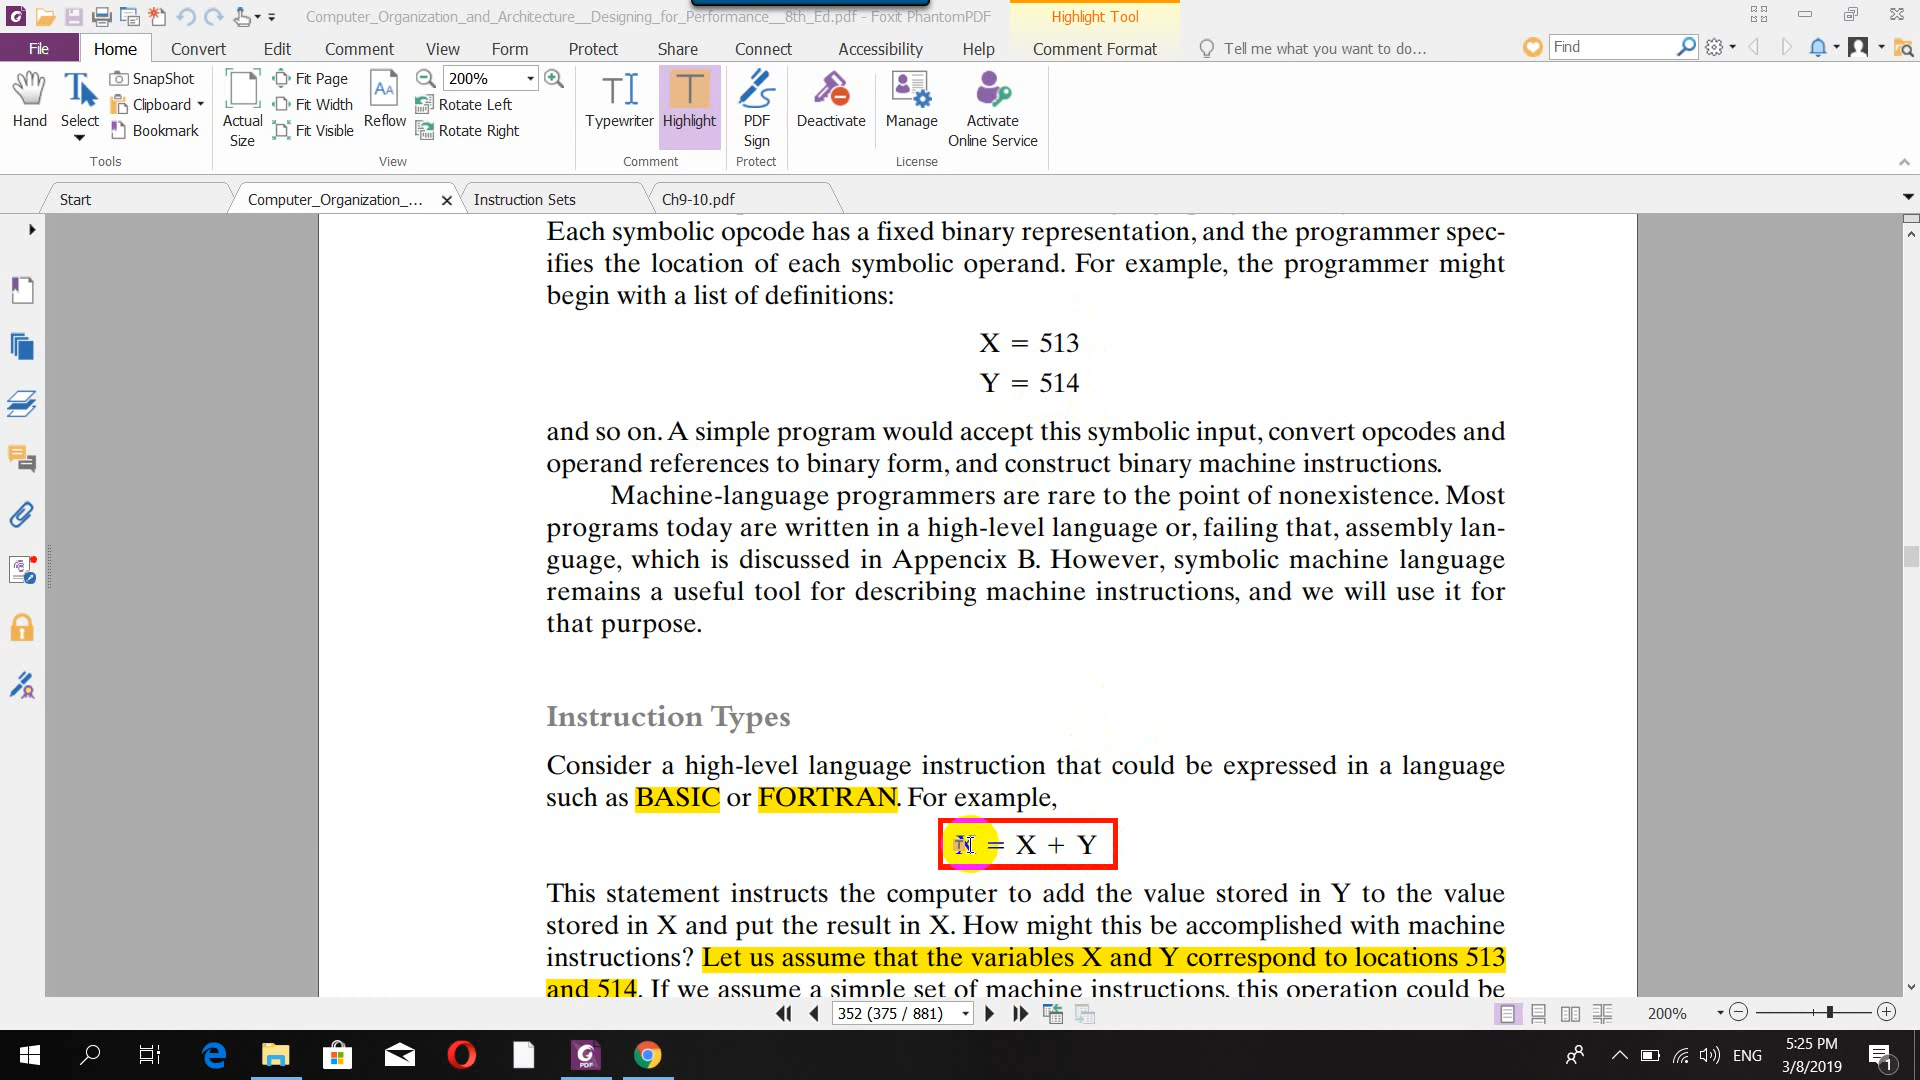 Computer_Organization_and_Architecture__Designing_for_Performance__8th_Ed.pdf - Foxit PhantomPDF
Highlight Tool
File Home Convert Edit Comment View Form Protect Share Connect Accessibility Help Comment Format Tell me what you want to do... Find
Hand
Select
SnapShot
Clipboard
Bookmark
Tools
Actual Size
Fit Page
Fit Width
Fit Visible
Reflow
200%
Rotate Left
Rotate Right
View
Typewriter
Highlight
Comment
PDF Sign
Protect
Deactivate
Manage
Activate Online Service
License
Start Computer_Organization_... Instruction Sets Ch9-10.pdf
Each symbolic opcode has a fixed binary representation, and the programmer spec-
ifies the location of each symbolic operand. For example, the programmer might
begin with a list of definitions:
X = 513
Y = 514
and so on. A simple program would accept this symbolic input, convert opcodes and
operand references to binary form, and construct binary machine instructions.
Machine-language programmers are rare to the point of nonexistence. Most
programs today are written in a high-level language or, failing that, assembly lan-
guage, which is discussed in Appencix B. However, symbolic machine language
remains a useful tool for describing machine instructions, and we will use it for
that purpose.
Instruction Types
Consider a high-level language instruction that could be expressed in a language
such as BASIC or FORTRAN. For example,
X = X + Y
This statement instructs the computer to add the value stored in Y to the value
stored in X and put the result in X. How might this be accomplished with machine
instructions? Let us assume that the variables X and Y correspond to locations 513
and 514. If we assume a simple set of machine instructions, this operation could be
352 (375 / 881)
200%
ENG
5:25 PM
3/8/2019
1